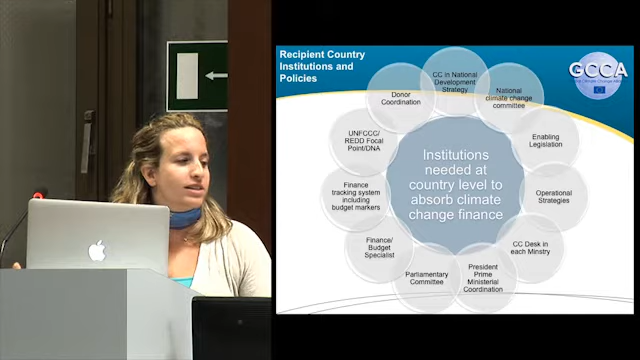 Recipient Country
Institutions and
Policies
GCCA
CC in National
Development
Strategy
National
climate change
committee
Enabling
Legislation
Operational
Strategies
CC Desk in
each Minstry
President
Prime
Ministerial
Coordination
Parliamentary
Committee
Finance/
Budget
Specialist
Finance
tracking system
including
budget markers
UNFCCC/
REDD Focal
Point/DNA
Donor
Coordination
Institutions
needed at
country level to
absorb climate
change finance